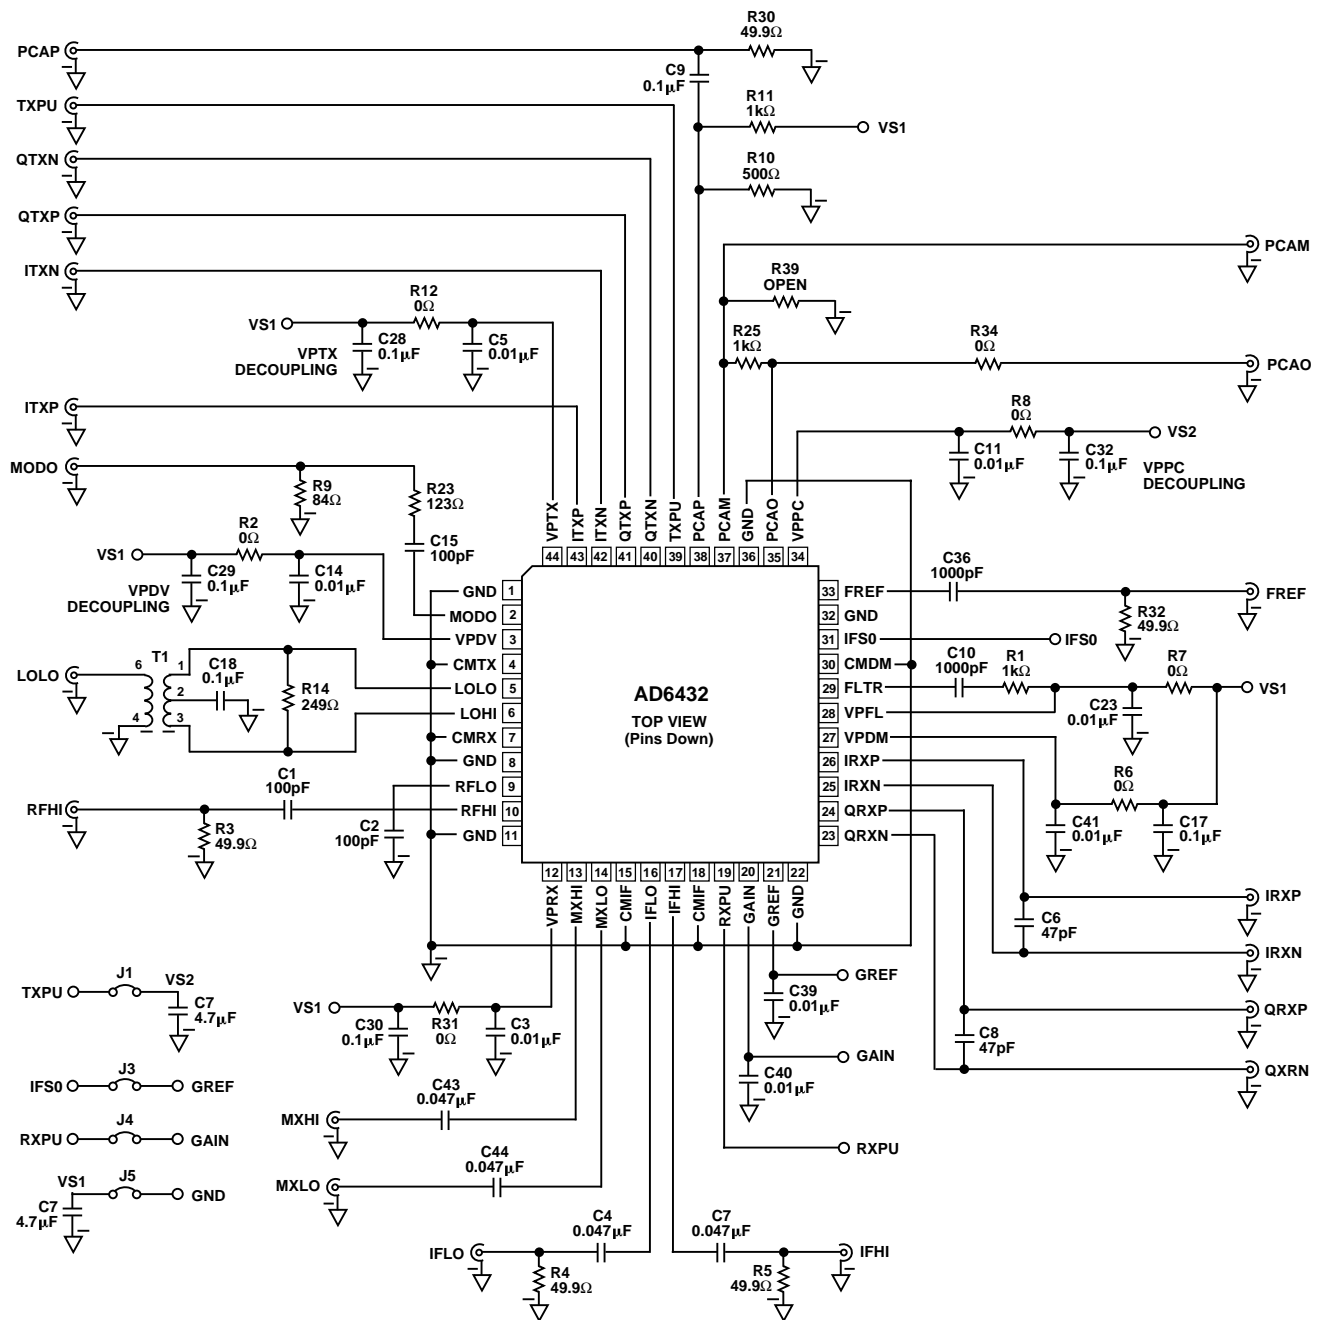 R30
49.9Ω
PCAP
C9
0.1μF
TXPU
R11
1kΩ
VS1
QTXN
R10
500Ω
QTXP
PCAM
ITXN
R39
OPEN
R12
0Ω
VS1
C28
0.1μF
C5
0.01μF
VPTX
DECOUPLING
R25
1kΩ
R34
0Ω
PCAO
ITXP
R8
0Ω
VS2
C11
0.01μF
C32
0.1μF
VPPC
DECOUPLING
MODO
R9
84Ω
R23
123Ω
C15
100pF
R2
0Ω
VS1
C29
0.1μF
C14
0.01μF
VPDV
DECOUPLING
VPTX
ITXP
ITXN
QTXP
QTXN
TXPU
PCAP
PCAM
GND
PCAO
VPPC
44
43
42
41
40
39
38
37
36
35
34
GND 1
MODO 2
VPDV 3
CMTX 4
LOLO 5
LOHI 6
CMRX 7
GND 8
RFLO 9
RFHI 10
GND 11
AD6432
TOP VIEW
(Pins Down)
33 FREF
32 GND
31 IFS0
30 CMDM
29 FLTR
28 VPFL
27 VPDM
26 IRXP
25 IRXN
24 QRXP
23 QRXN
C36
1000pF
FREF
R32
49.9Ω
IFS0
C10
1000pF
R1
1kΩ
R7
0Ω
VS1
C23
0.01μF
R6
0Ω
C41
0.01μF
C17
0.1μF
LOLO
6
T1
1
2
4
3
C18
0.1μF
R14
249Ω
C1
100pF
RFHI
R3
49.9Ω
C2
100pF
12
13
14
15
16
17
18
19
20
21
22
VPRX
MXHI
MXLO
CMIF
IFLO
IFHI
CMIF
RXPU
GAIN
GREF
GND
IRXP
C6
47pF
IRXN
GREF
C39
0.01μF
TXPU
J1
VS2
C7
4.7μF
VS1
C30
0.1μF
R31
0Ω
C3
0.01μF
QRXP
C8
47pF
GAIN
C40
0.01μF
QXRN
IFS0
J3
GREF
C43
0.047μF
MXHI
RXPU
J4
GAIN
RXPU
C44
0.047μF
MXLO
VS1
J5
GND
C7
4.7μF
C4
0.047μF
C7
0.047μF
IFLO
R4
49.9Ω
R5
49.9Ω
IFHI